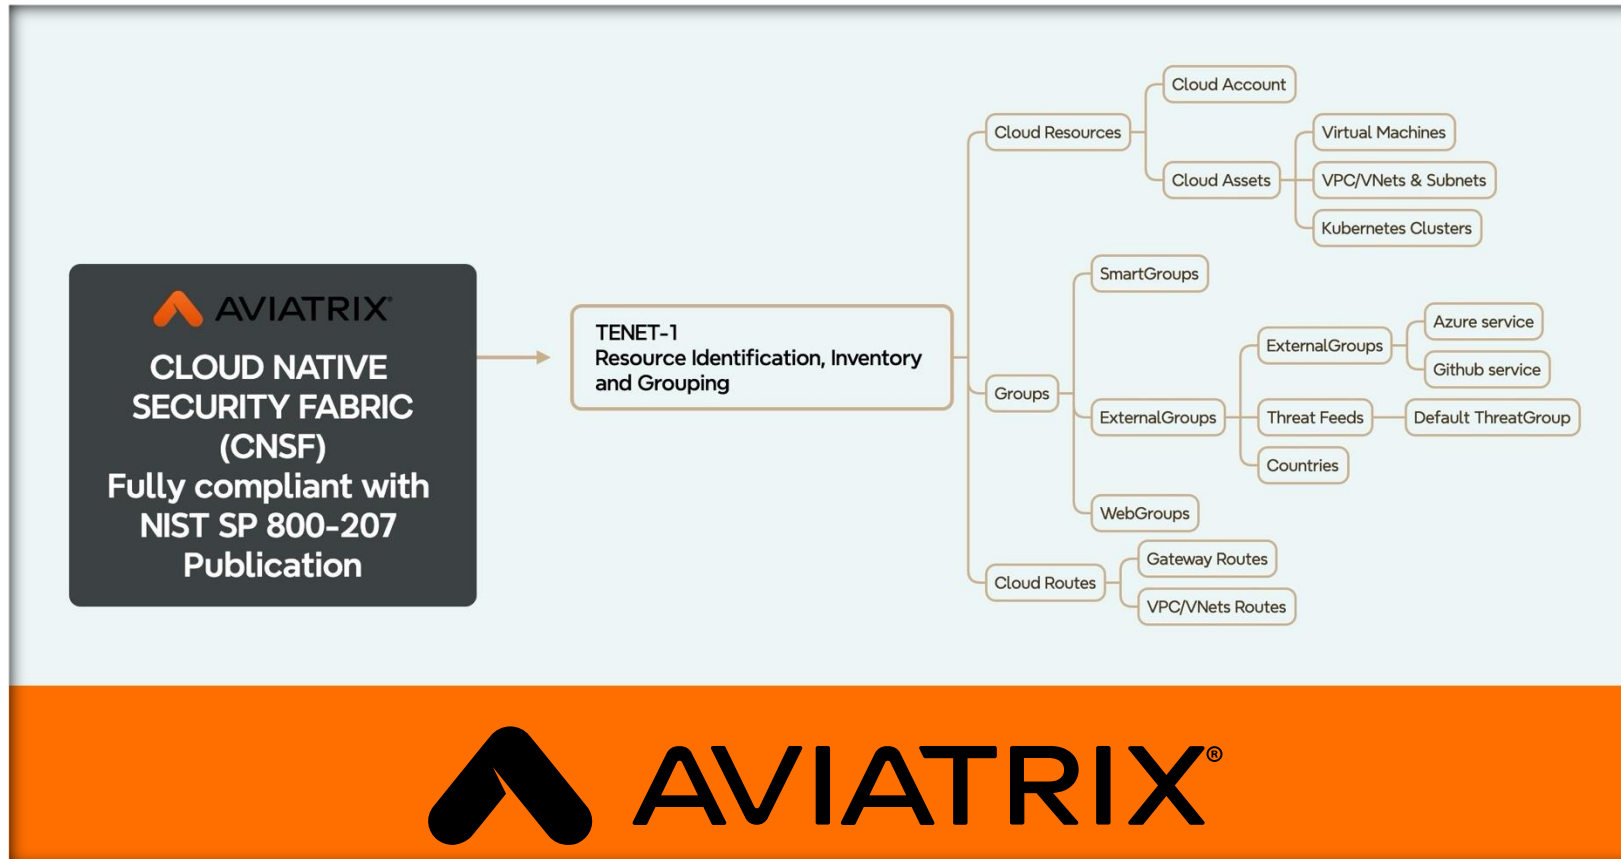 AVIATRIX®
CLOUD NATIVE
SECURITY FABRIC
(CNSF)
Fully compliant with
NIST SP 800-207
Publication
TENET-1
Resource Identification, Inventory
and Grouping
Cloud Resources
Cloud Account
Cloud Assets
Virtual Machines
VPC/VNets & Subnets
Kubernetes Clusters
Groups
SmartGroups
ExternalGroups
ExternalGroups
Azure service
Github service
Threat Feeds
Default ThreatGroup
Countries
WebGroups
Cloud Routes
Gateway Routes
VPC/VNets Routes
AVIATRIX®